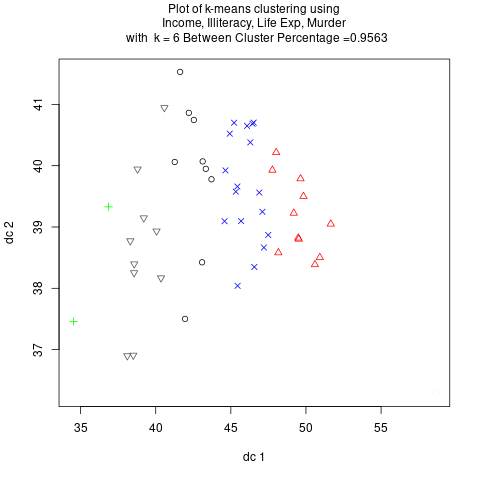 Plot of k-means clustering using
Income, Illiteracy, Life Exp, Murder
with k = 6 Between Cluster Percentage =0.9563
41
40
39
38
37
dc 2
35 40 45 50 55
dc 1